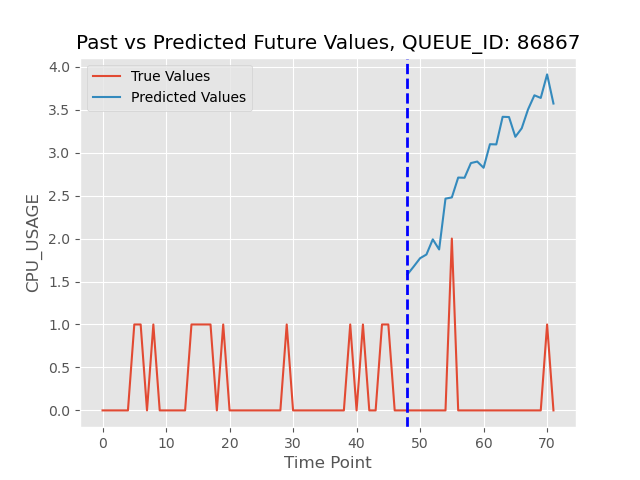 Past vs Predicted Future Values, QUEUE_ID: 86867
True Values
Predicted Values
CPU_USAGE
4.0
3.5
3.0
2.5
2.0
1.5
1.0
0.5
0.0
0 10 20 30 40 50 60 70
Time Point